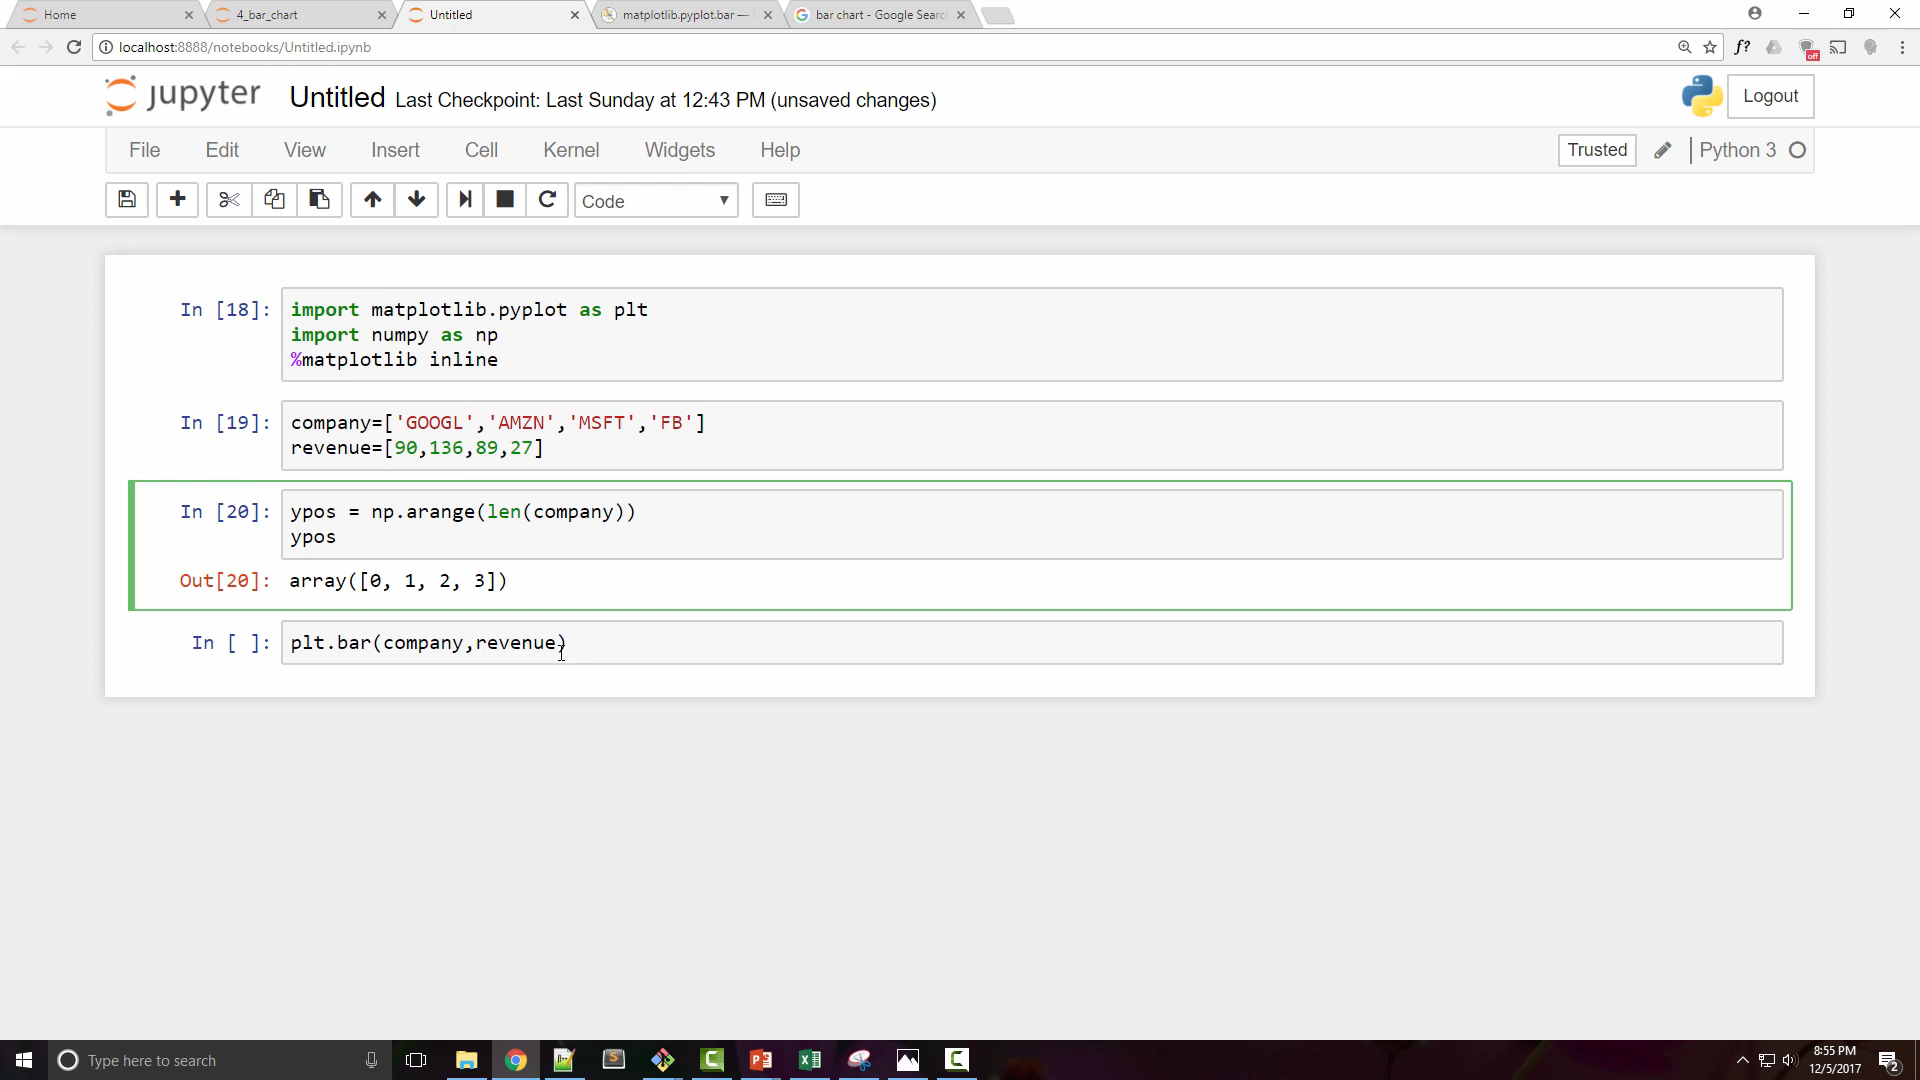 Home
4_bar_chart
Untitled
matplotlib.pyplot.bar —
bar chart - Google Searc
localhost:8888/notebooks/Untitled.ipynb
f?
off
jupyter
Untitled Last Checkpoint: Last Sunday at 12:43 PM (unsaved changes)
Logout
File Edit View Insert Cell Kernel Widgets Help
Trusted
Python 3
Code
In [18]: import matplotlib.pyplot as plt
import numpy as np
%matplotlib inline
In [19]: company=['GOOGL','AMZN','MSFT','FB']
revenue=[90,136,89,27]
In [20]: ypos = np.arange(len(company))
ypos
Out[20]: array([0, 1, 2, 3])
In [ ]: plt.bar(company,revenue)
Type here to search
8:55 PM
12/5/2017
2